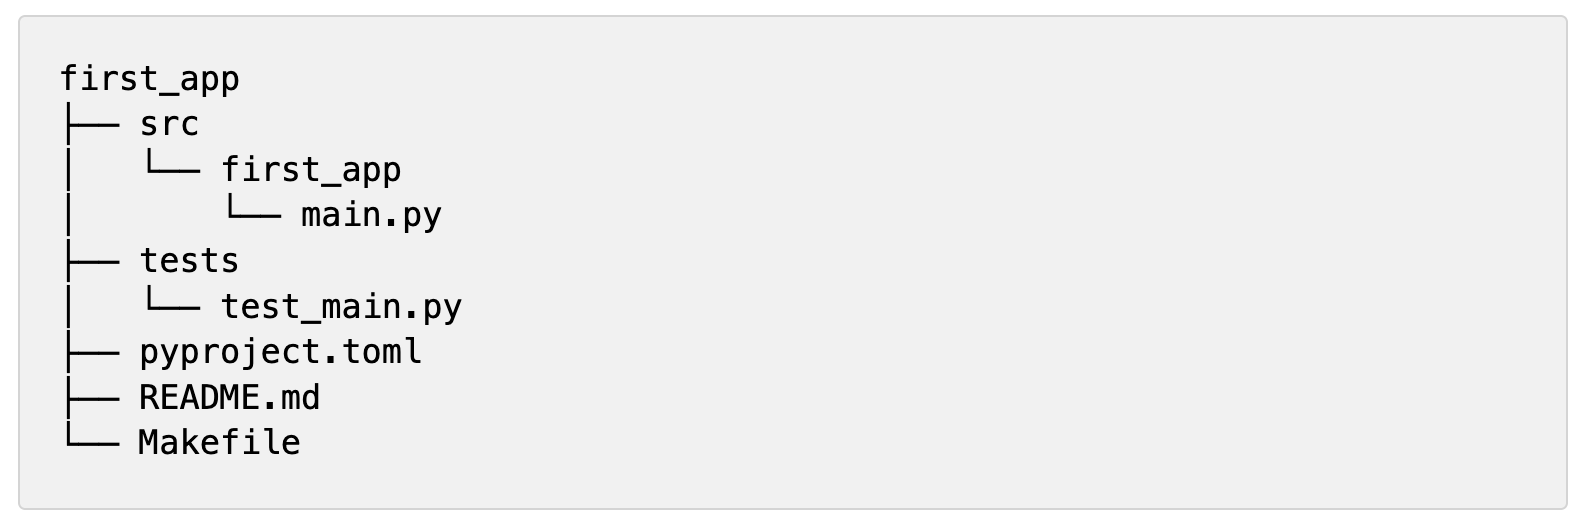 first_app
├── src
│   └── first_app
│       └── main.py
├── tests
│   └── test_main.py
├── pyproject.toml
├── README.md
└── Makefile